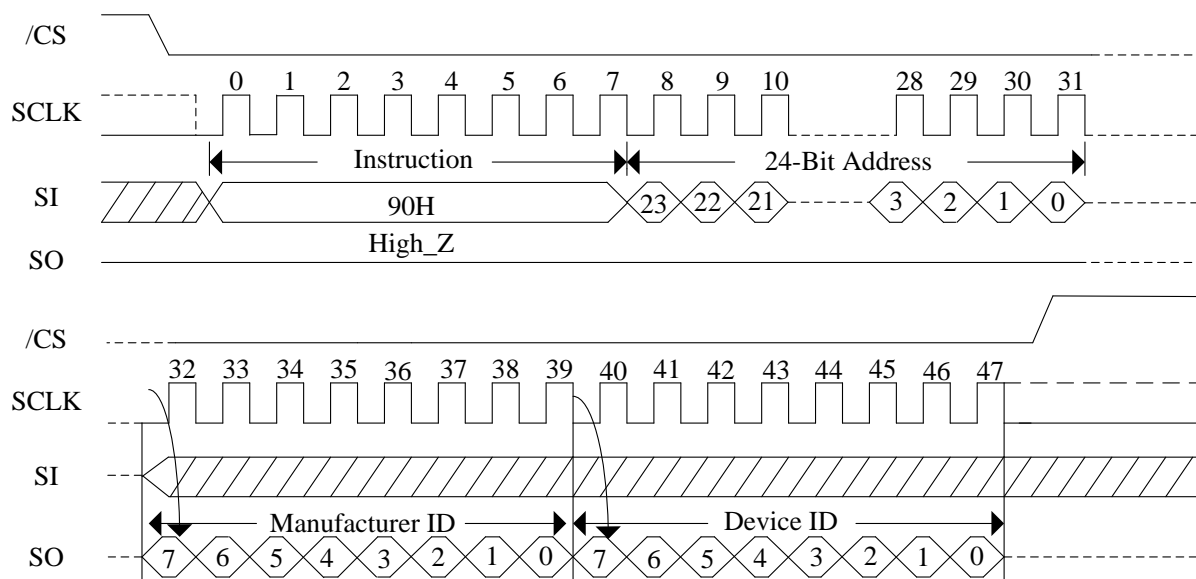 /CS
0 1 2 3 4 5 6 7 8 9 10 28 29 30 31
SCLK
Instruction 24-Bit Address
SI 90H 23 22 21 3 2 1 0
High_Z
SO
/CS
32 33 34 35 36 37 38 39 40 41 42 43 44 45 46 47
SCLK
SI
Manufacturer ID Device ID
SO 7 6 5 4 3 2 1 0 7 6 5 4 3 2 1 0